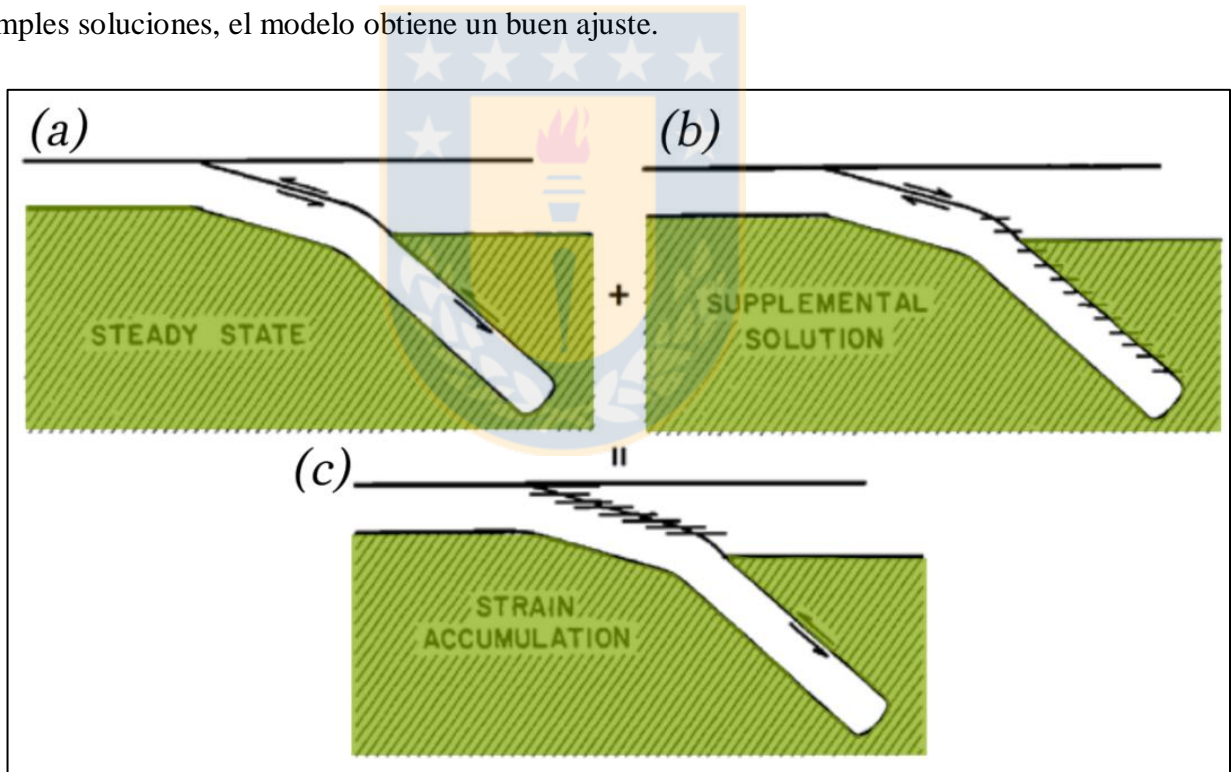 mples soluciones, el modelo obtiene un buen ajuste.
(a)
(b)
STEADY STATE
+
SUPPLEMENTAL
SOLUTION
=
(c)
STRAIN
ACCUMULATION